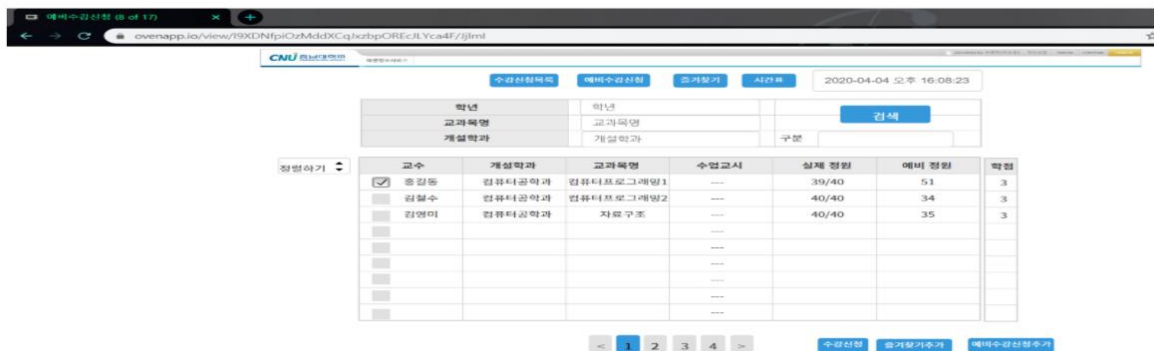 예비수강신청 (8 of 17)
CNU 충남대학교
수강신청목록 예비수강신청 즐겨찾기 시간표 2020-04-04 오후 16:08:23
학년 학년
교과목명 교과목명 검색
개설학과 개설학과 구분
정렬하기 교수 개설학과 교과목명 수업교시 실제 정원 예비 정원 학점
홍길동 컴퓨터공학과 컴퓨터프로그래밍1 --- 39/40 51 3
김철수 컴퓨터공학과 컴퓨터프로그래밍2 --- 40/40 34 3
김영미 컴퓨터공학과 자료구조 --- 40/40 35 3
---
---
---
---
---
---
< 1 2 3 4 > 수강신청 즐겨찾기추가 예비수강신청추가